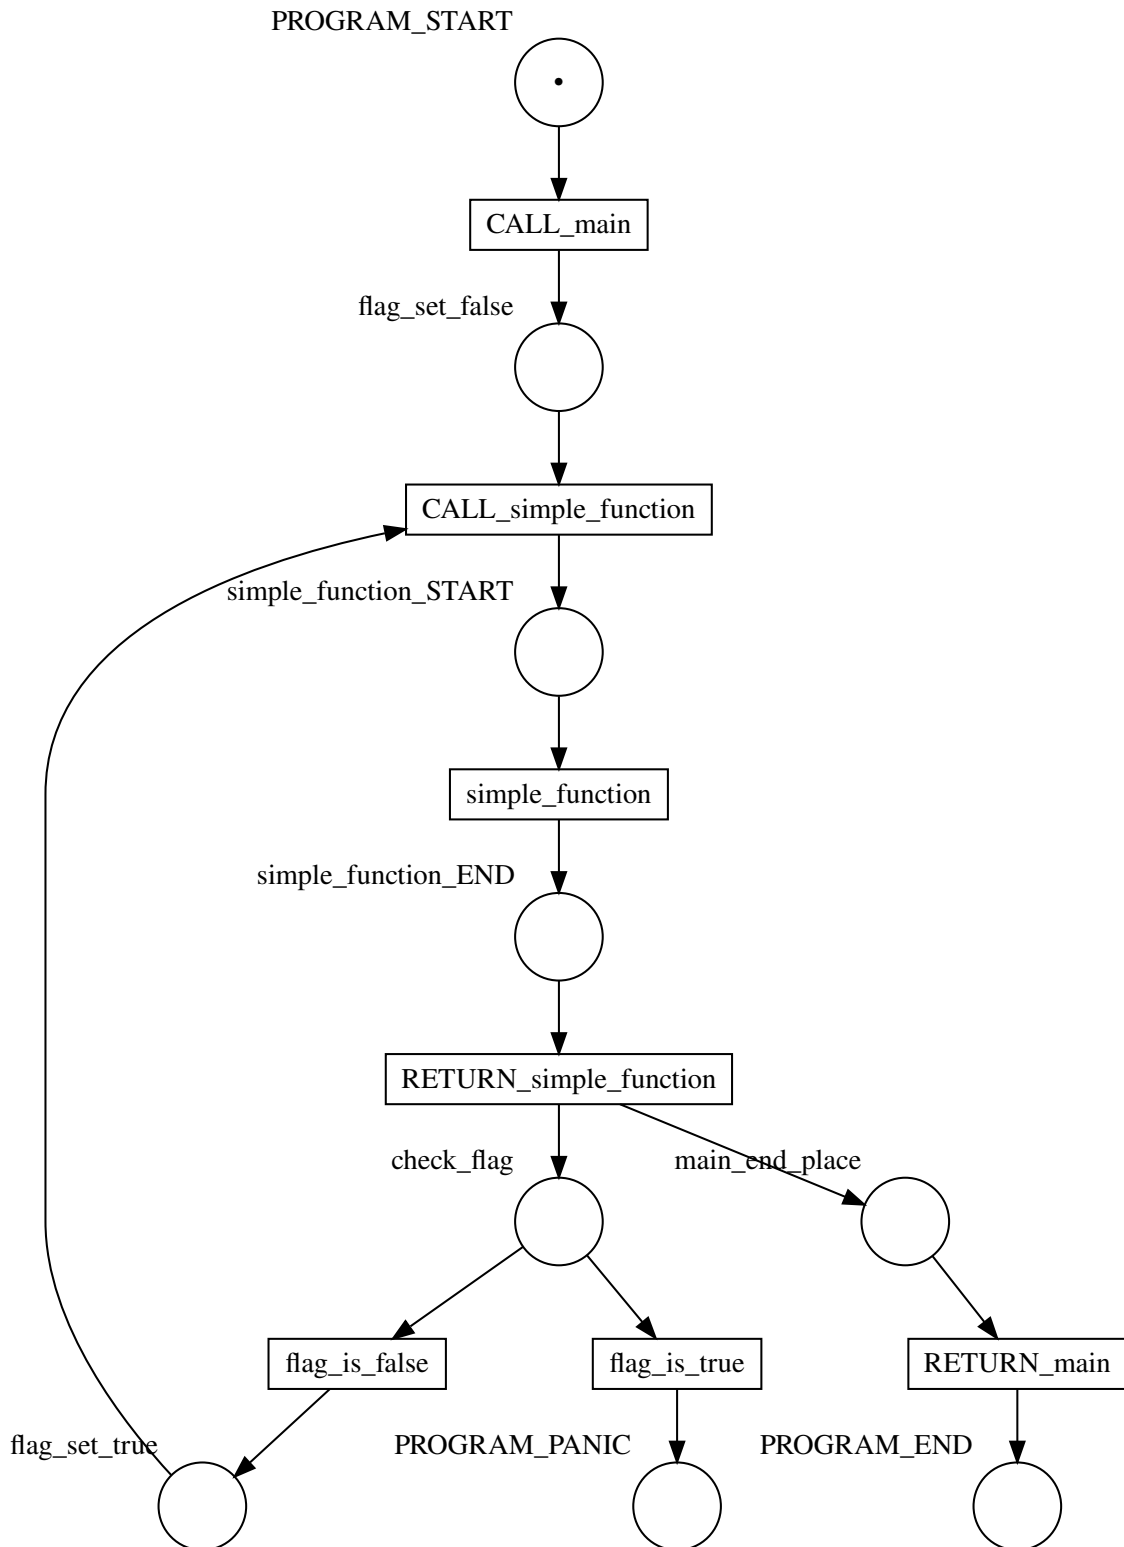 PROGRAM_START
CALL_main
flag_set_false
CALL_simple_function
simple_function_START
simple_function
simple_function_END
RETURN_simple_function
check_flag
main_end_place
flag_is_false
flag_is_true
RETURN_main
flag_set_true
PROGRAM_PANIC
PROGRAM_END